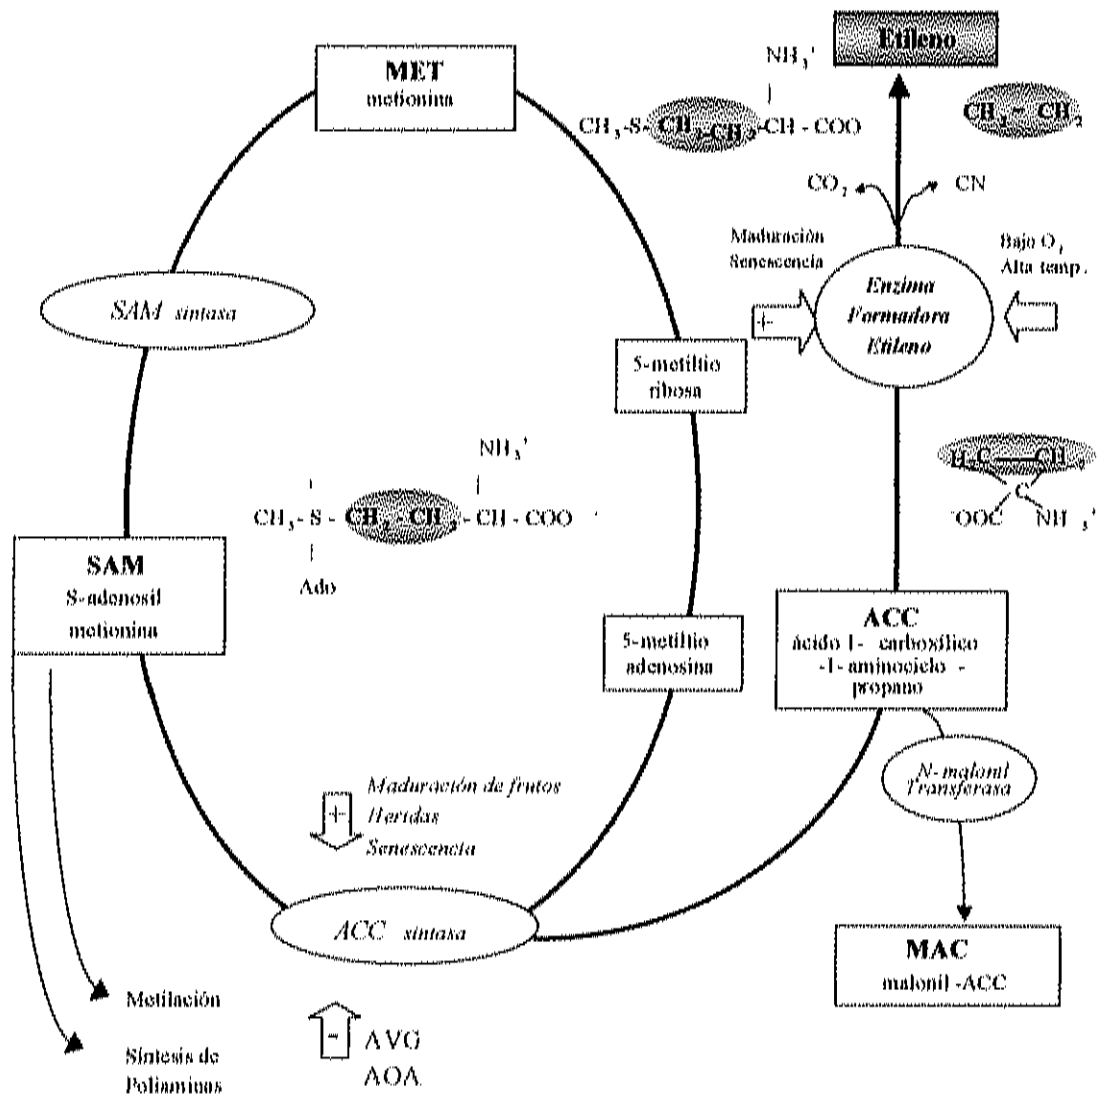 Etileno
MET
metionina
NH₃⁺
CH₃-S-CH₂-CH₂-CH - COO
CH₂ - CH₂
CO₂
CN
Maduración
Senescencia
Bajo O₂
Alta temp.
SAM sintasa
Enzima
Formadora
Etileno
+
5-metiltio
ribosa
NH₃⁺
CH₃- S - CH₂ - CH₂ - CH - COO
Ado
H₂C — CH₂
C
⁻OOC NH₃⁺
SAM
S-adenosil
metionina
5-metiltio
adenosina
ACC
ácido 1- carboxílico
-1- aminociclo -
propano
N-malonil
Transferasa
+
Maduración de frutos
Heridas
Senescencia
ACC sintasa
MAC
malonil -ACC
Metilación
Síntesis de
Poliaminas
-
AVG
AOA